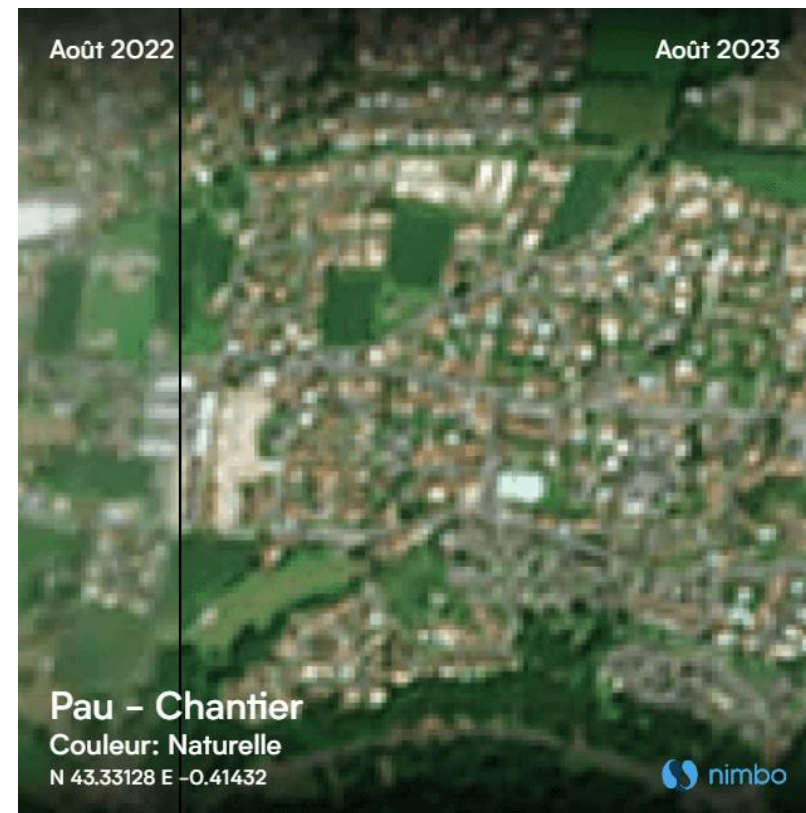 Août 2022
Août 2023
Pau - Chantier
Couleur: Naturelle
N 43.33128 E -0.41432
nimbo